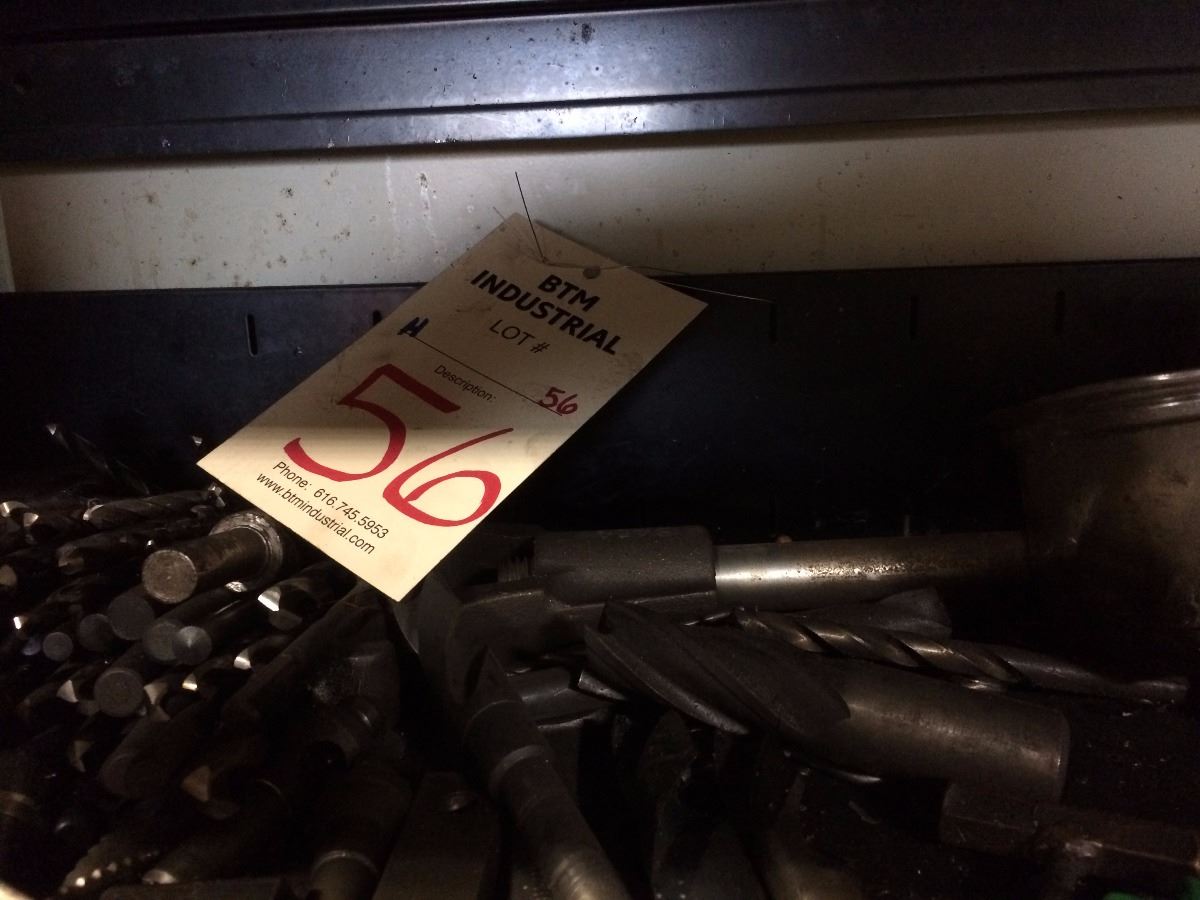 BTM
INDUSTRIAL
LOT #
H
Description:
56
56
Phone: 616.745.5953
www.btmindustrial.com